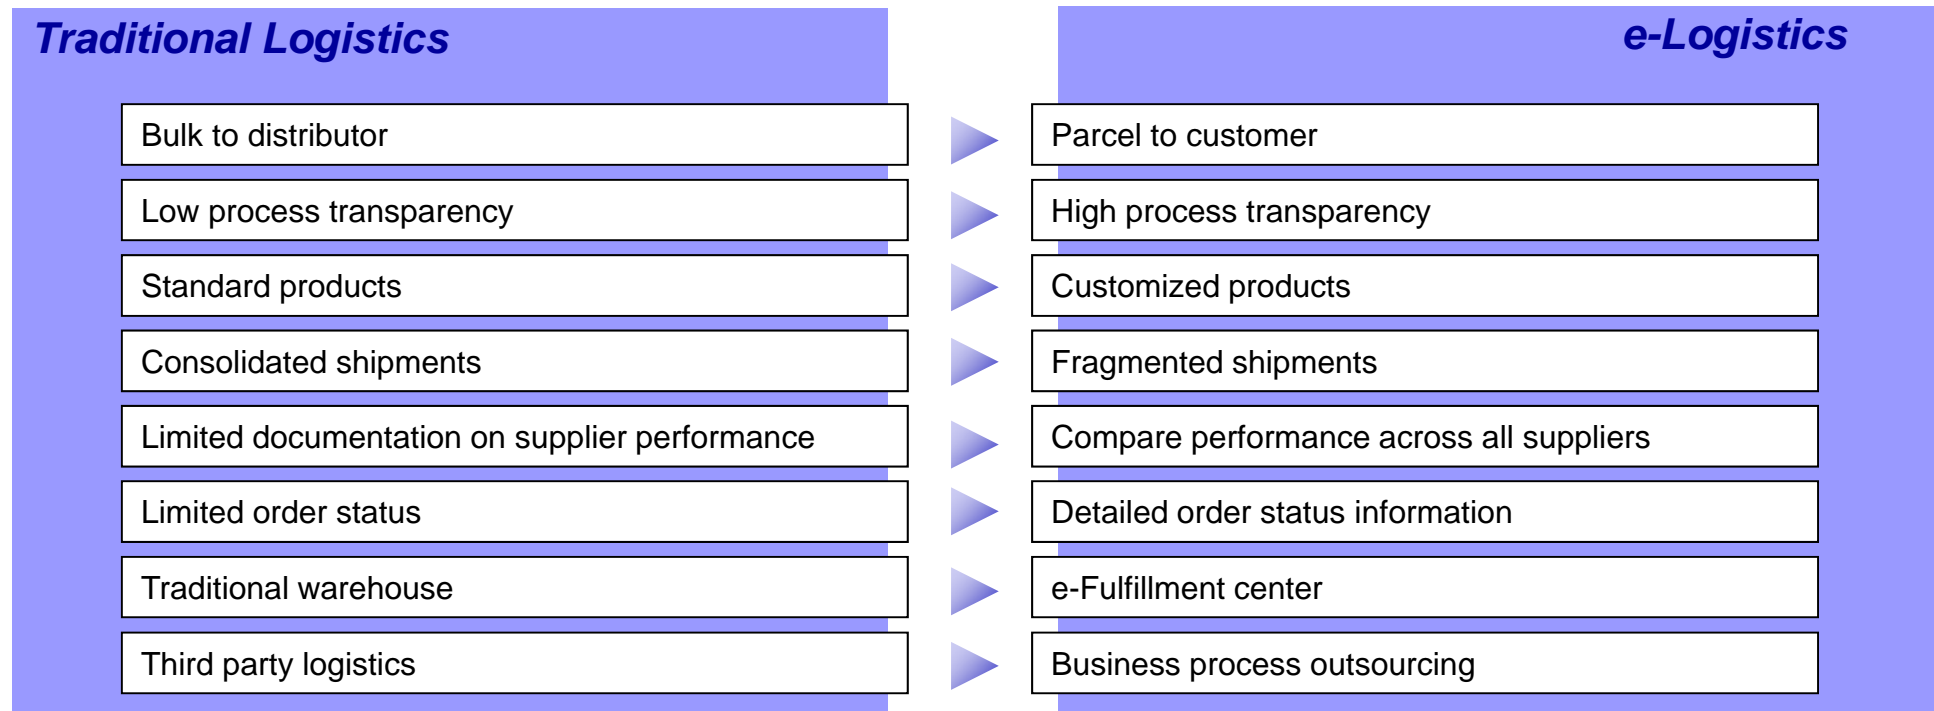 Traditional Logistics
e-Logistics
Bulk to distributor
Parcel to customer
Low process transparency
High process transparency
Standard products
Customized products
Consolidated shipments
Fragmented shipments
Limited documentation on supplier performance
Compare performance across all suppliers
Limited order status
Detailed order status information
Traditional warehouse
e-Fulfillment center
Third party logistics
Business process outsourcing